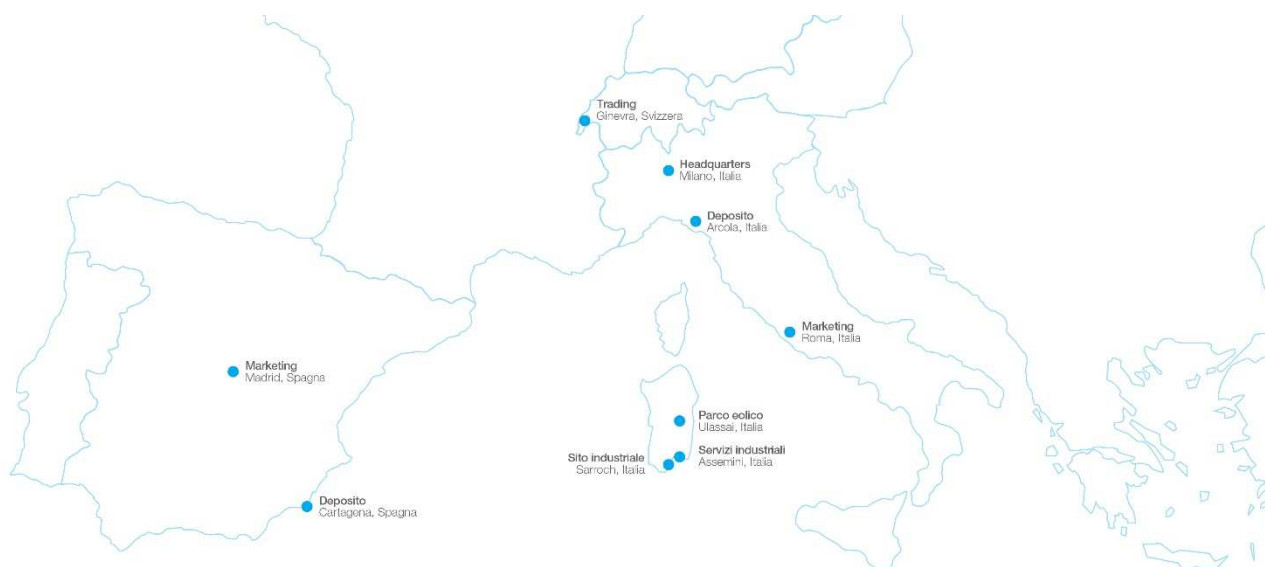 Trading
Ginevra, Svizzera
Headquarters
Milano, Italia
Deposito
Arcola, Italia
Marketing
Roma, Italia
Marketing
Madrid, Spagna
Parco eolico
Ulassai, Italia
Sito industriale
Sarroch, Italia
Servizi industriali
Assemini, Italia
Deposito
Cartagena, Spagna